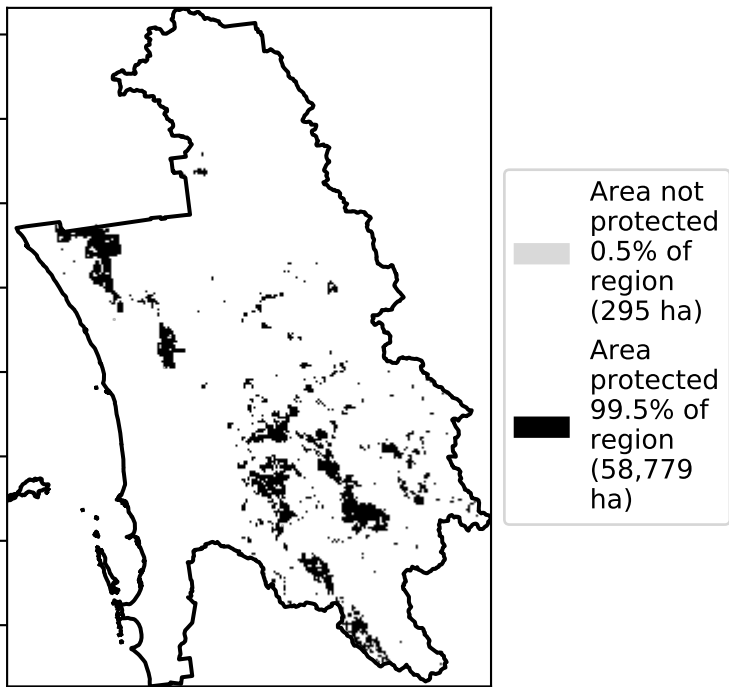 Area not
protected
0.5% of
region
(295 ha)
Area
protected
99.5% of
region
(58,779
ha)